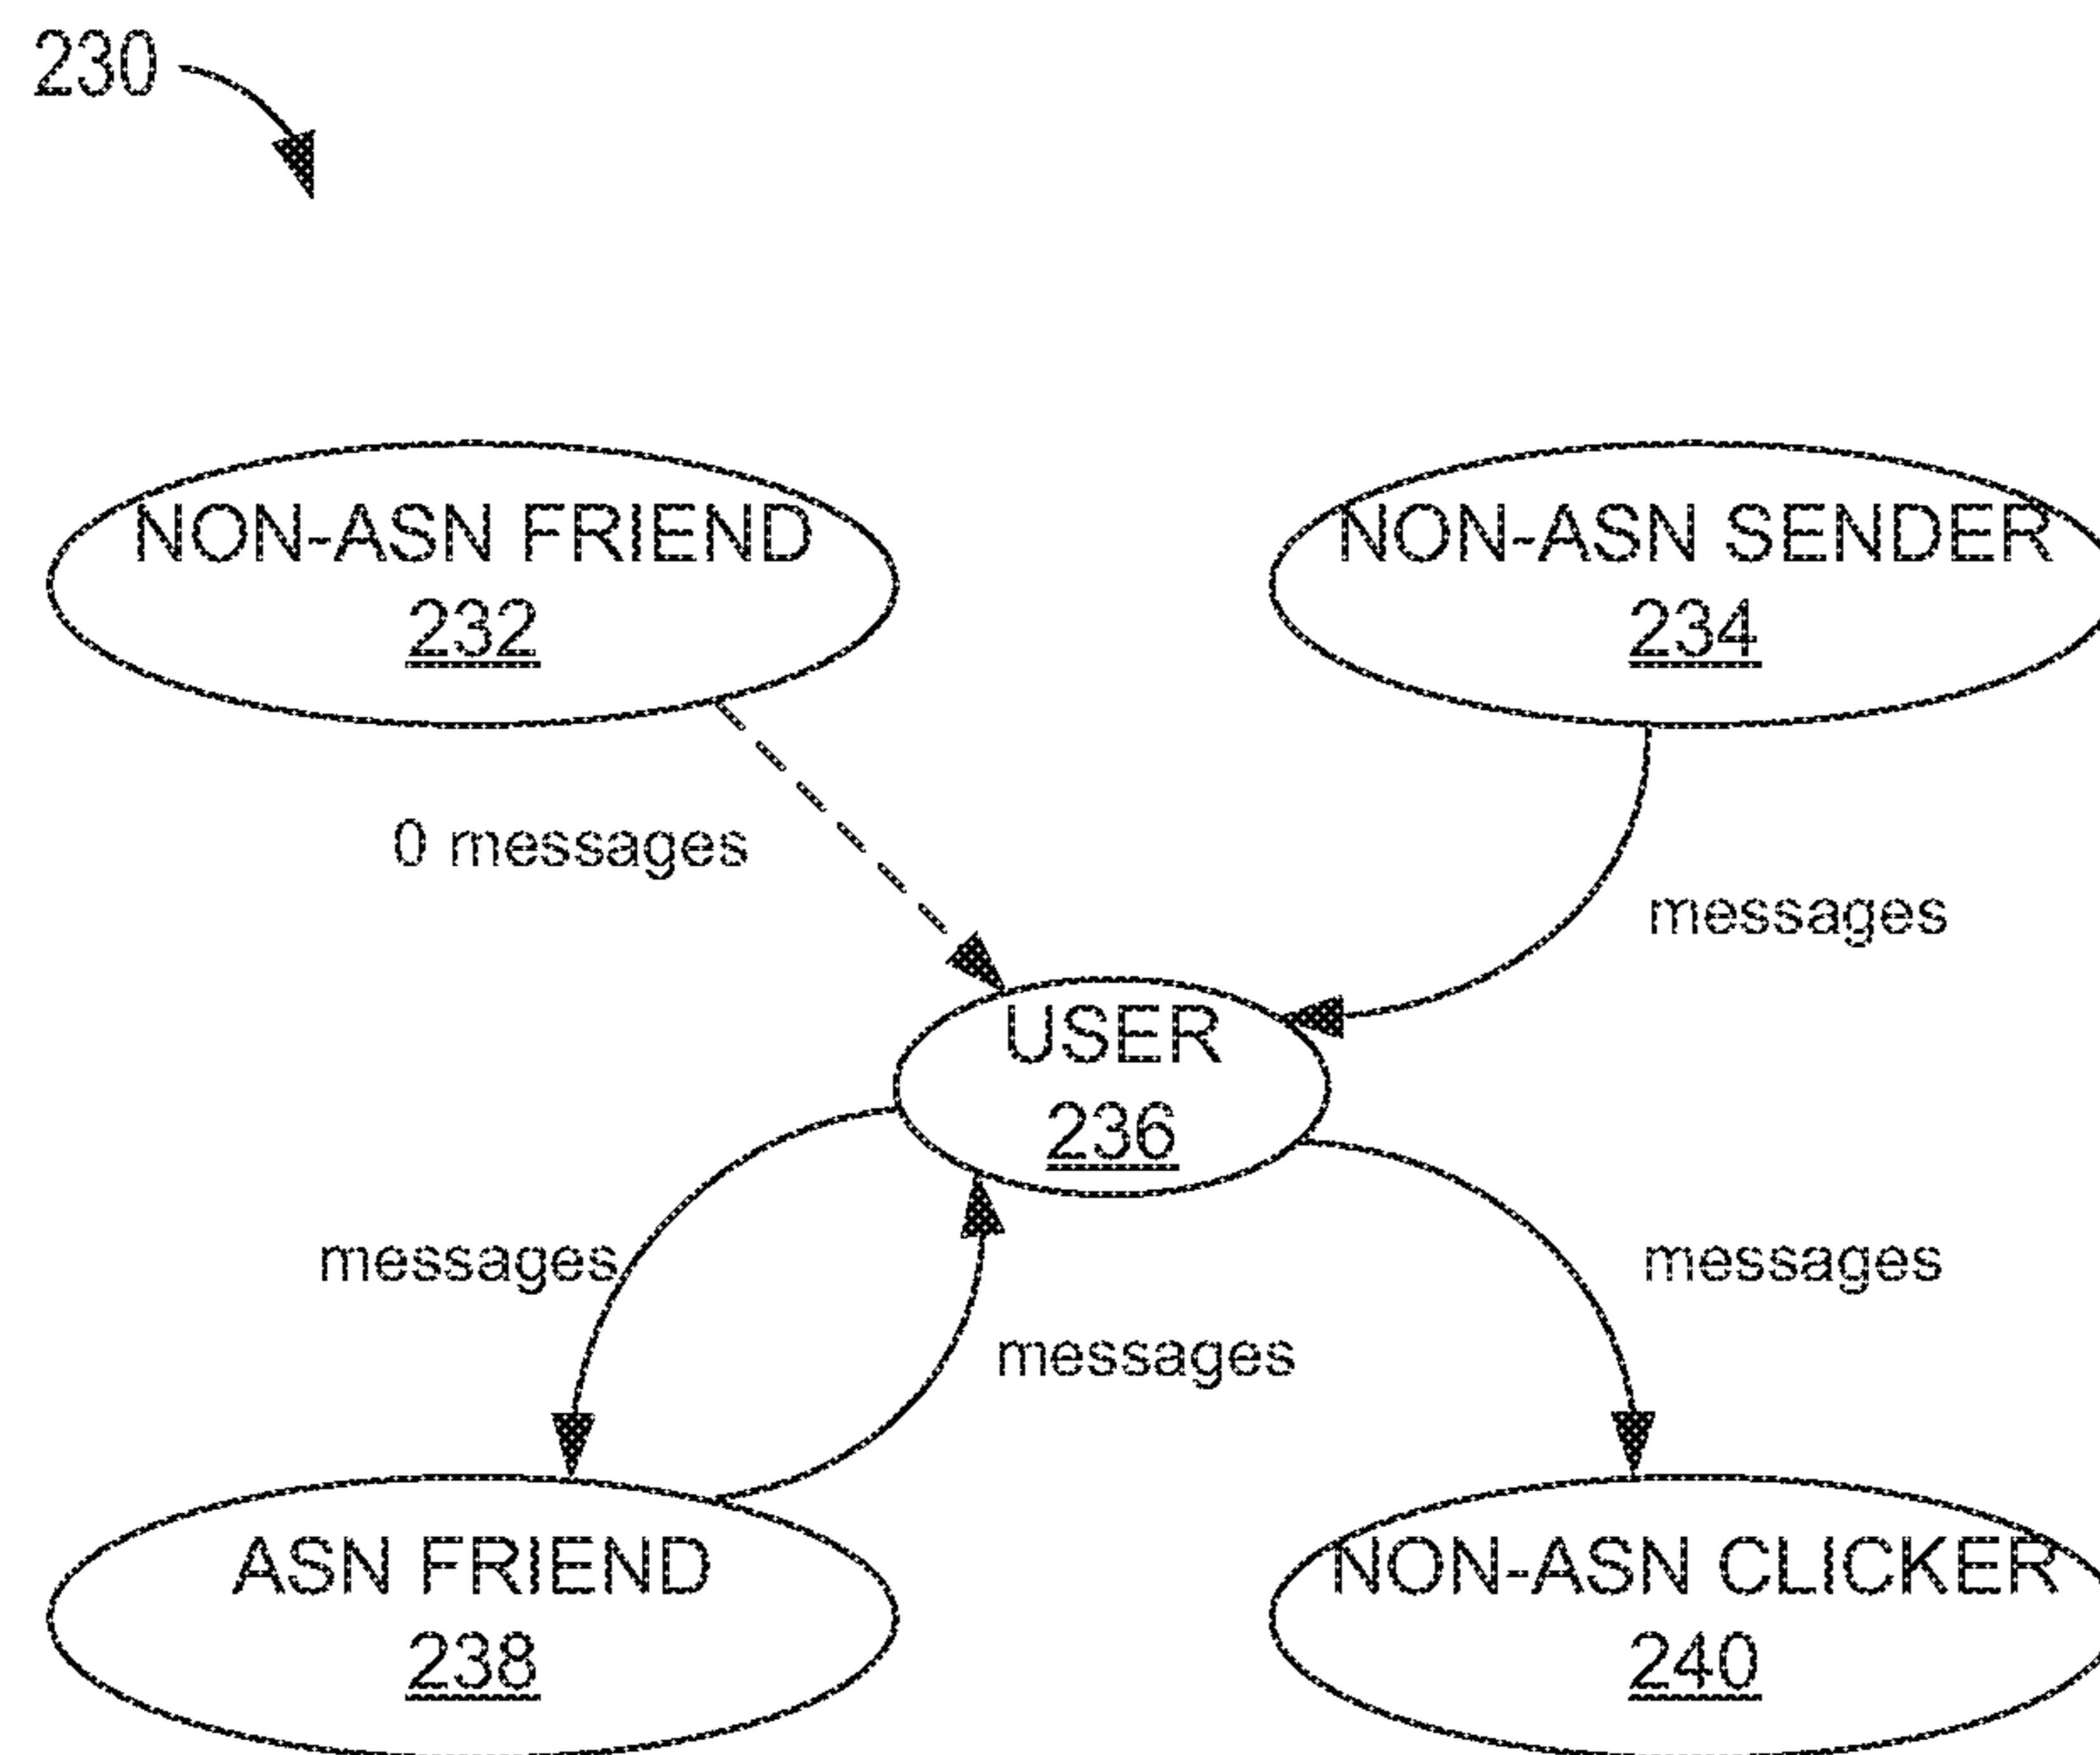 230
NON-ASN FRIEND
232
NON-ASN SENDER
234
0 messages
messages
USER
236
messages
messages
messages
ASN FRIEND
238
NON-ASN CLICKER
240